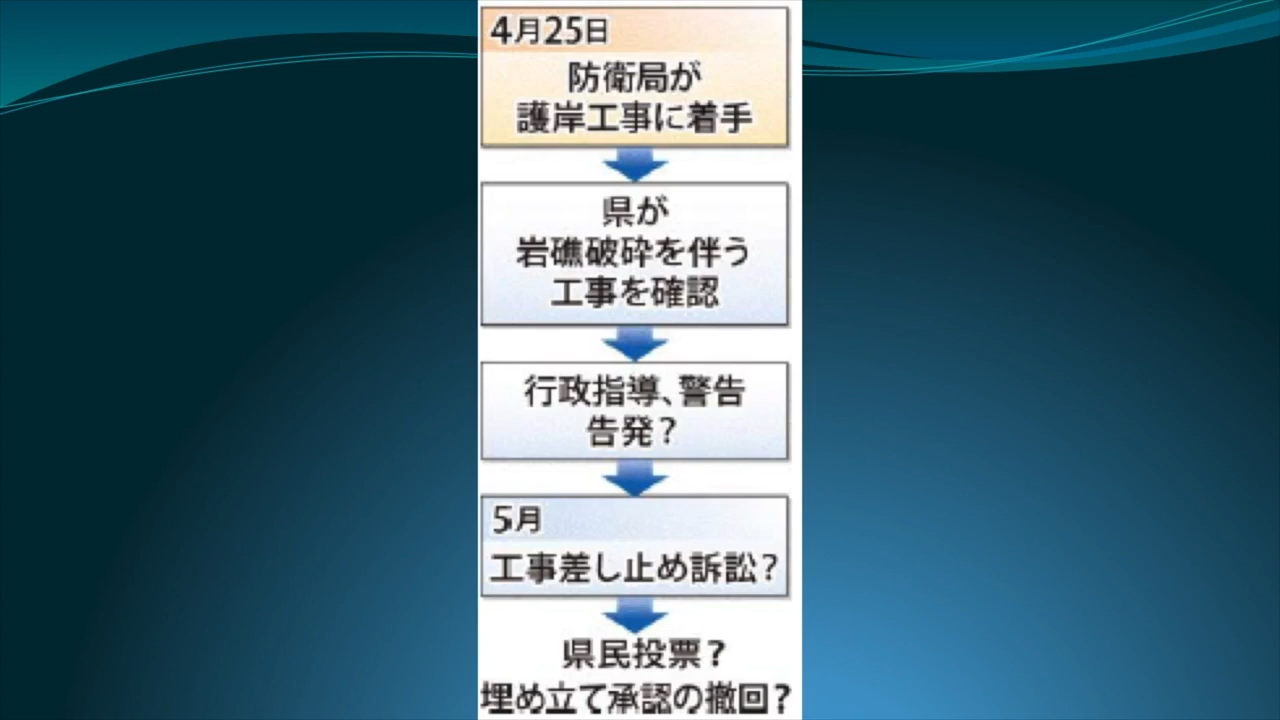 4月25日
防衛局が
護岸工事に着手
県が
岩礁破砕を伴う
工事を確認
行政指導、警告
告発？
5月
工事差し止め訴訟？
県民投票？
埋め立て承認の撤回？